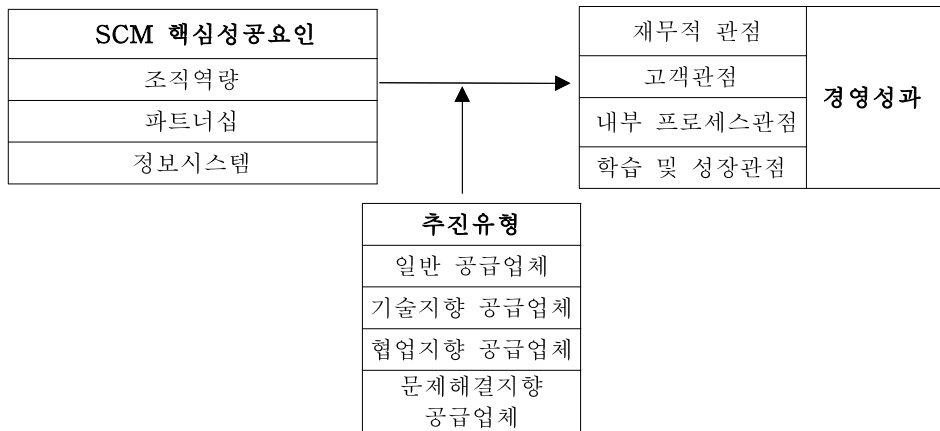 SCM 핵심성공요인
조직역량
파트너십
정보시스템
재무적 관점
고객관점
내부 프로세스관점
학습 및 성장관점
경영성과
추진유형
일반 공급업체
기술지향 공급업체
협업지향 공급업체
문제해결지향
공급업체